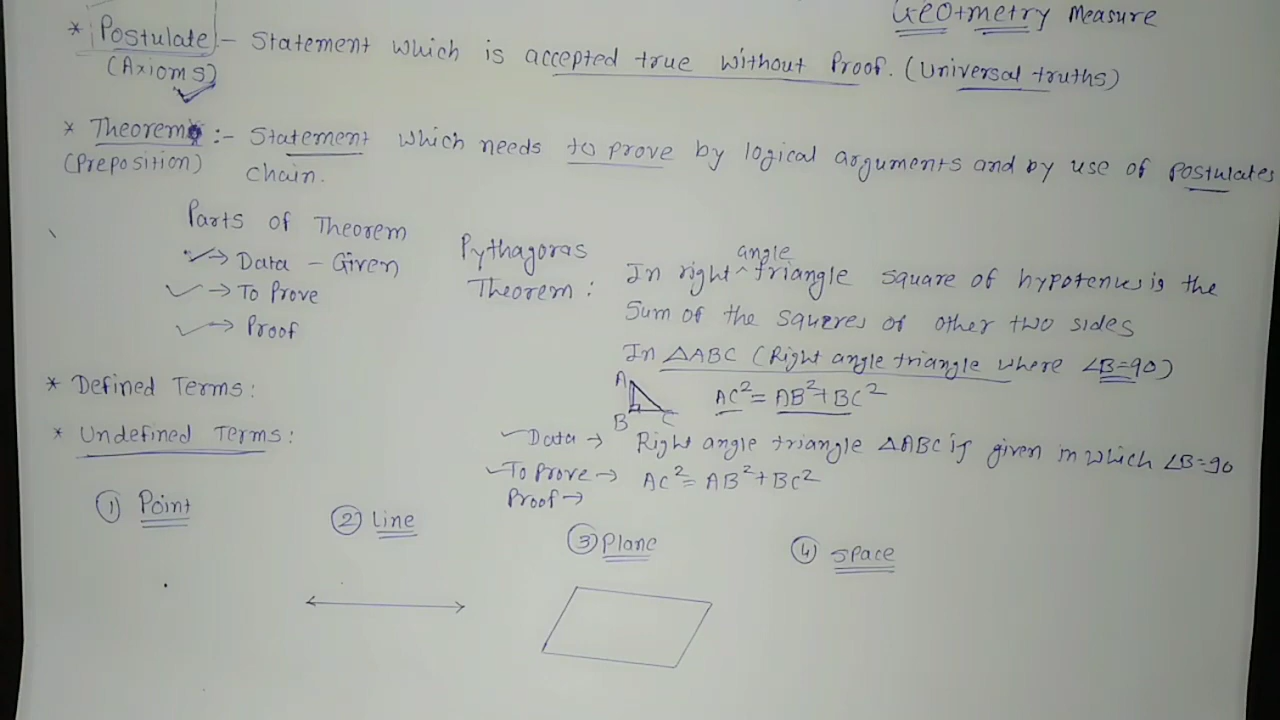 Geo+metry Measure
* Postulate :- Statement which is accepted true without Proof. (Universal truths)
(Axioms)
* Theorem :- Statement which needs to prove by logical arguments and by use of postulates
(Preposition) chain.
Parts of Theorem
→ Data - Given
→ To Prove
→ Proof
Pythagoras Theorem :
In right angle triangle square of hypotenus is the
Sum of the squares of other two sides
In △ABC (Right angle triangle where ∠B=90)
A
B C
AC²= AB²+BC²
Data → Right angle triangle △ABC is given in which ∠B=90
To Prove → AC²= AB²+BC²
Proof →
* Defined Terms :
* Undefined Terms :
① Point
② Line
③ Plane
④ Space